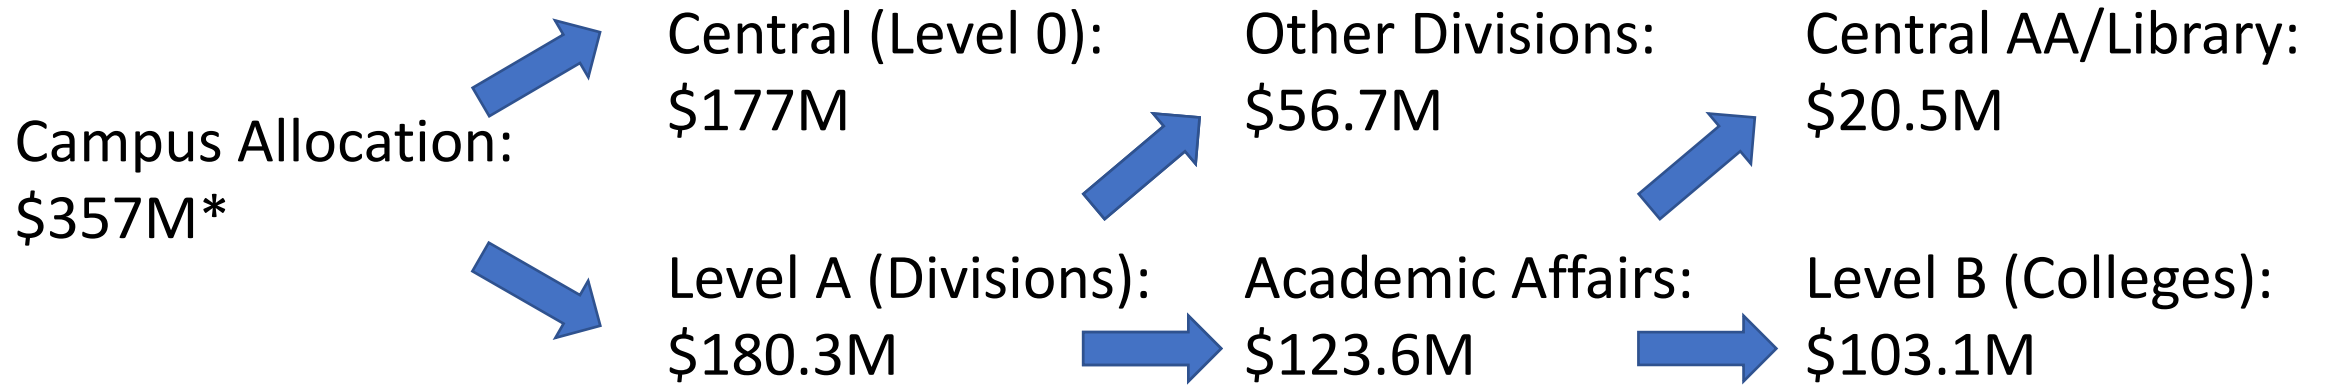 Campus Allocation:
$357M*
Central (Level 0):
$177M
Level A (Divisions):
$180.3M
Other Divisions:
$56.7M
Academic Affairs:
$123.6M
Central AA/Library:
$20.5M
Level B (Colleges):
$103.1M